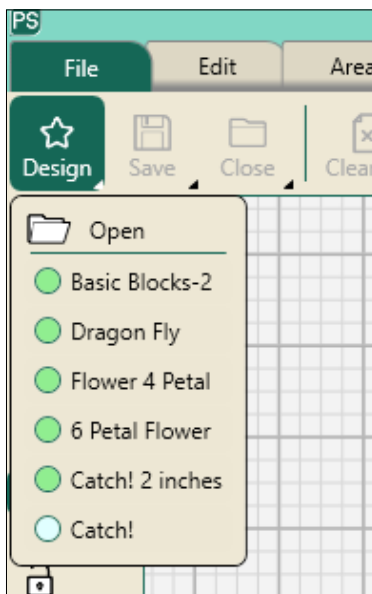 PS
File Edit Area
Design Save Close Clear
Open
Basic Blocks-2
Dragon Fly
Flower 4 Petal
6 Petal Flower
Catch! 2 inches
Catch!